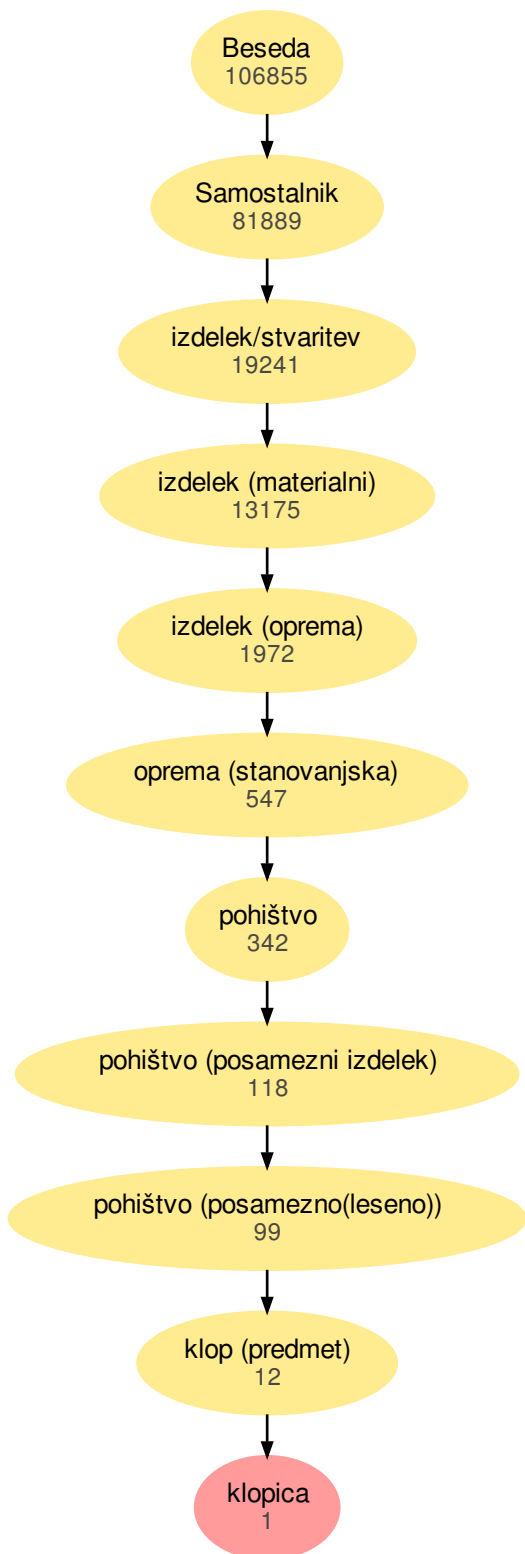 Beseda
106855
Samostalnik
81889
izdelek/stvaritev
19241
izdelek (materialni)
13175
izdelek (oprema)
1972
oprema (stanovanjska)
547
pohištvo
342
pohištvo (posamezni izdelek)
118
pohištvo (posamezno(leseno))
99
klop (predmet)
12
klopica
1